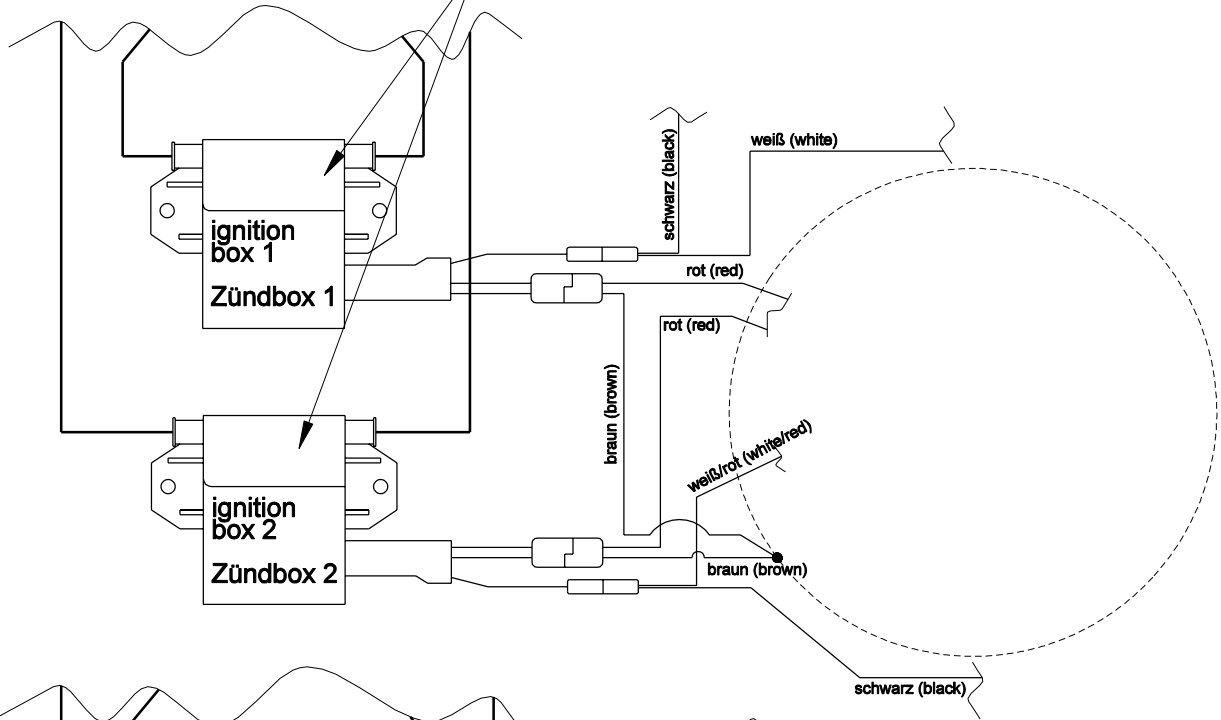 weiß (white)
schwarz (black)
ignition
box 1
Zündbox 1
rot (red)
rot (red)
braun (brown)
weiß/rot (white/red)
ignition
box 2
Zündbox 2
braun (brown)
schwarz (black)